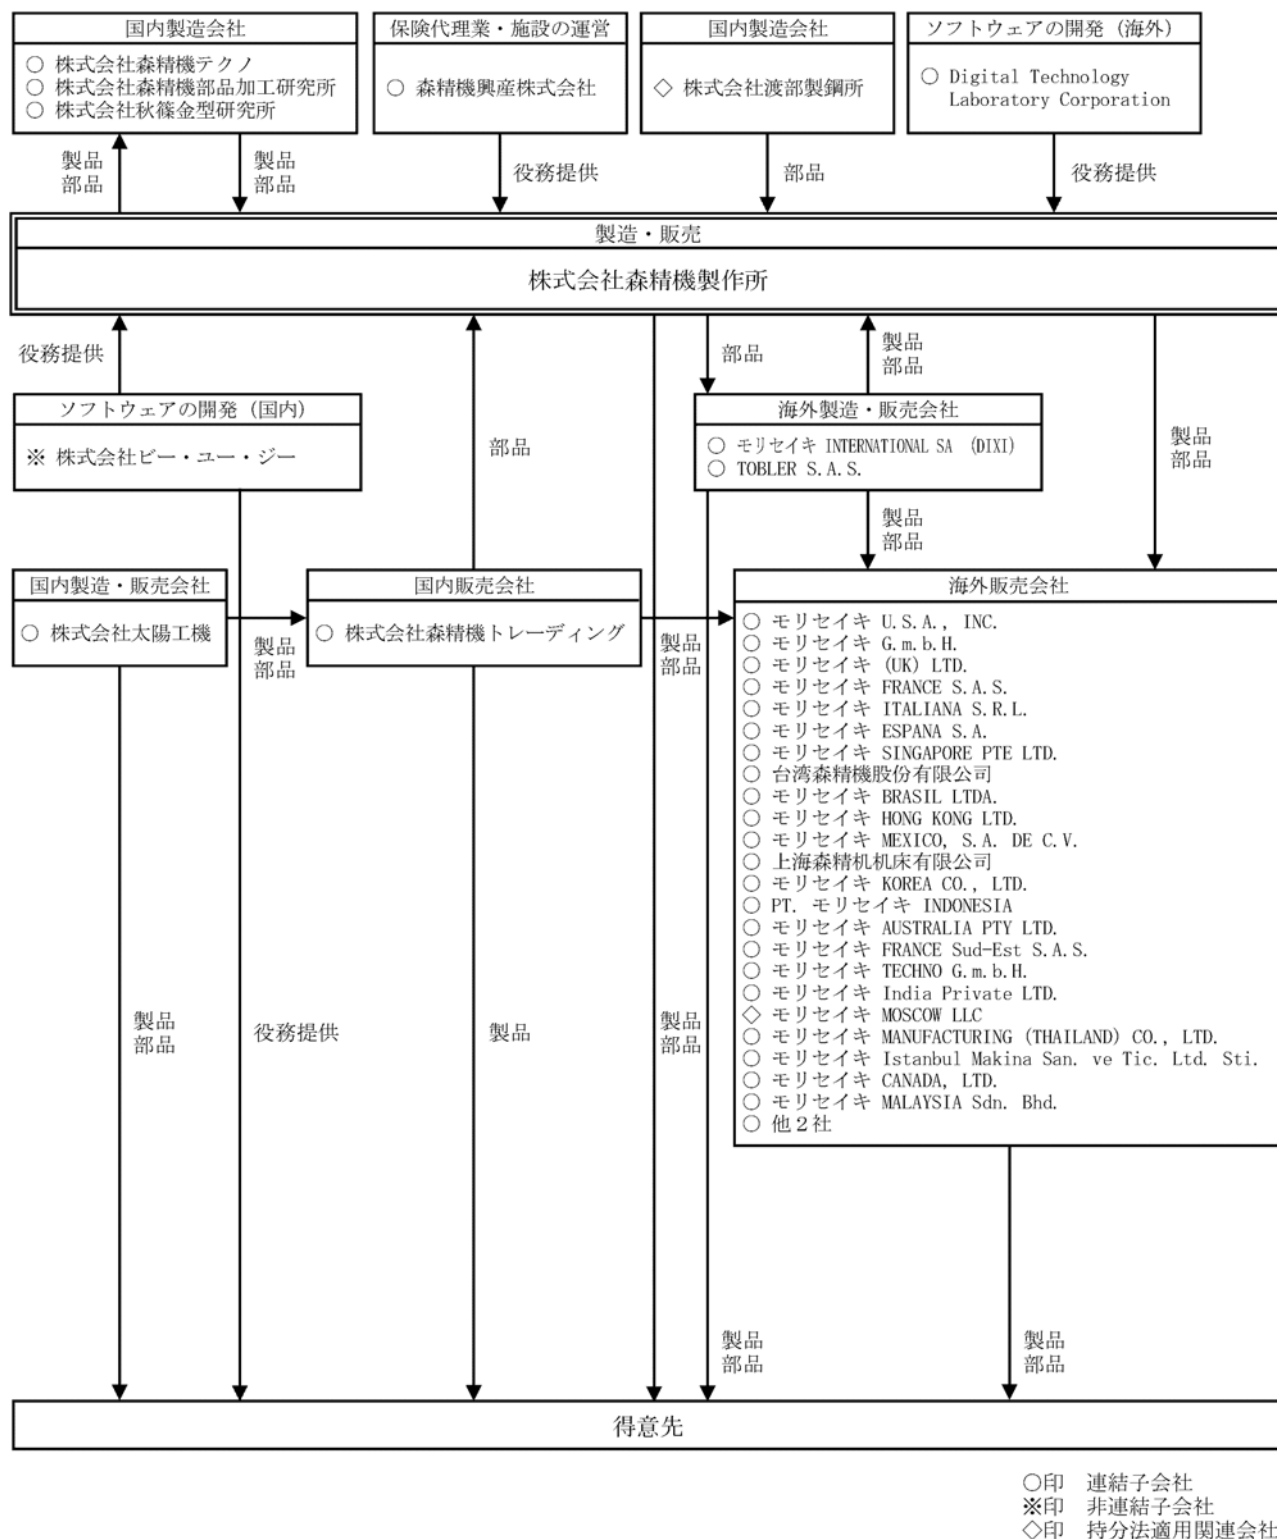 国内製造会社
○ 株式会社森精機テクノ
○ 株式会社森精機部品加工研究所
○ 株式会社秋篠金型研究所
保険代理業・施設の運営
○ 森精機興産株式会社
国内製造会社
◇ 株式会社渡部製鋼所
ソフトウェアの開発（海外）
○ Digital Technology
Laboratory Corporation
製品
部品
製品
部品
役務提供
部品
役務提供
製造・販売
株式会社森精機製作所
役務提供
部品
部品
製品
部品
製品
部品
ソフトウェアの開発（国内）
※ 株式会社ビー・ユー・ジー
海外製造・販売会社
○ モリセイキ INTERNATIONAL SA （DIXI）
○ TOBLER S.A.S.
製品
部品
国内製造・販売会社
○ 株式会社太陽工機
製品
部品
国内販売会社
○ 株式会社森精機トレーディング
製品
部品
海外販売会社
○ モリセイキ U.S.A., INC.
○ モリセイキ G.m.b.H.
○ モリセイキ (UK) LTD.
○ モリセイキ FRANCE S.A.S.
○ モリセイキ ITALIANA S.R.L.
○ モリセイキ ESPANA S.A.
○ モリセイキ SINGAPORE PTE LTD.
○ 台湾森精機股份有限公司
○ モリセイキ BRASIL LTDA.
○ モリセイキ HONG KONG LTD.
○ モリセイキ MEXICO, S.A. DE C.V.
○ 上海森精机机床有限公司
○ モリセイキ KOREA CO., LTD.
○ PT. モリセイキ INDONESIA
○ モリセイキ AUSTRALIA PTY LTD.
○ モリセイキ FRANCE Sud-Est S.A.S.
○ モリセイキ TECHNO G.m.b.H.
○ モリセイキ India Private LTD.
◇ モリセイキ MOSCOW LLC
○ モリセイキ MANUFACTURING (THAILAND) CO., LTD.
○ モリセイキ Istanbul Makina San. ve Tic. Ltd. Sti.
○ モリセイキ CANADA, LTD.
○ モリセイキ MALAYSIA Sdn. Bhd.
○ 他２社
製品
部品
役務提供
製品
製品
部品
製品
部品
製品
部品
得意先
○印 連結子会社
※印 非連結子会社
◇印 持分法適用関連会社